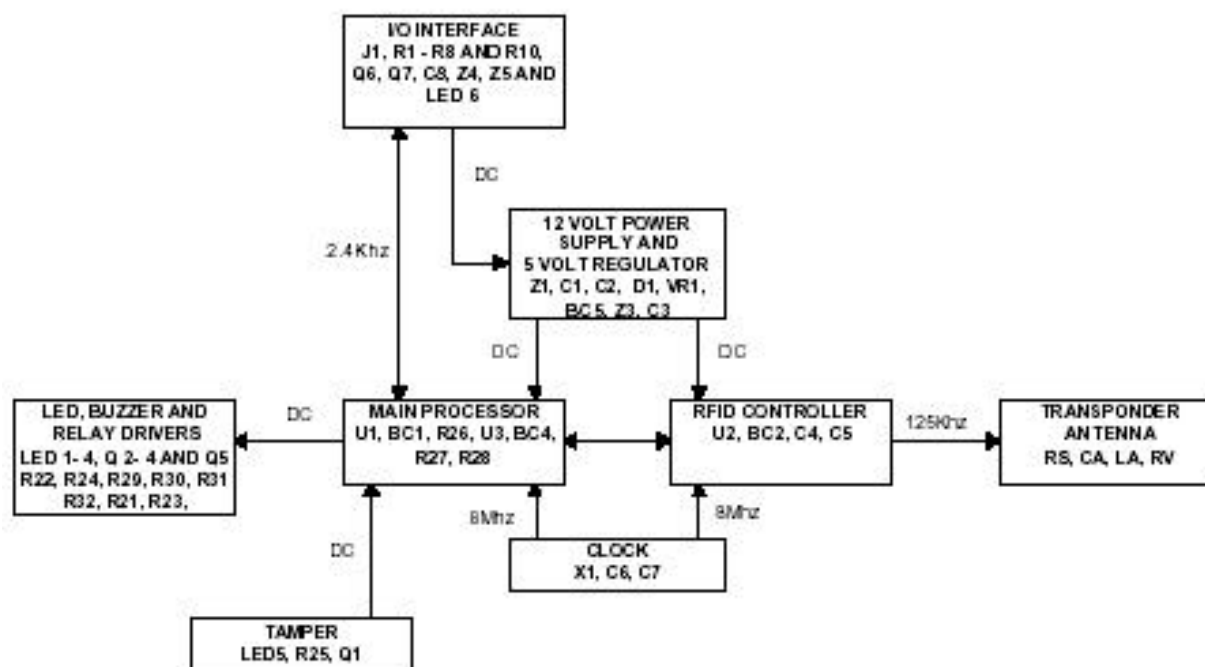 I/O INTERFACE
J1, R1 - R8 AND R10,
Q6, Q7, C8, Z4, Z5 AND
LED 6
DC
2.4Khz
12 VOLT POWER
SUPPLY AND
5 VOLT REGULATOR
Z1, C1, C2, D1, VR1,
BC5, Z3, C3
DC
DC
LED, BUZZER AND
RELAY DRIVERS
LED 1- 4, Q 2- 4 AND Q5
R22, R24, R29, R30, R31
R32, R21, R23,
DC
MAIN PROCESSOR
U1, BC1, R26, U3, BC4,
R27, R28
RFID CONTROLLER
U2, BC2, C4, C5
125Khz
TRANSPONDER
ANTENNA
RS, CA, LA, RV
8Mhz
8Mhz
DC
CLOCK
X1, C6, C7
TAMPER
LED5, R25, Q1